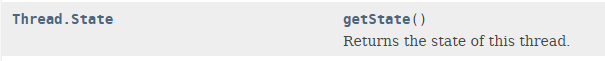 Thread.State getState()
Returns the state of this thread.